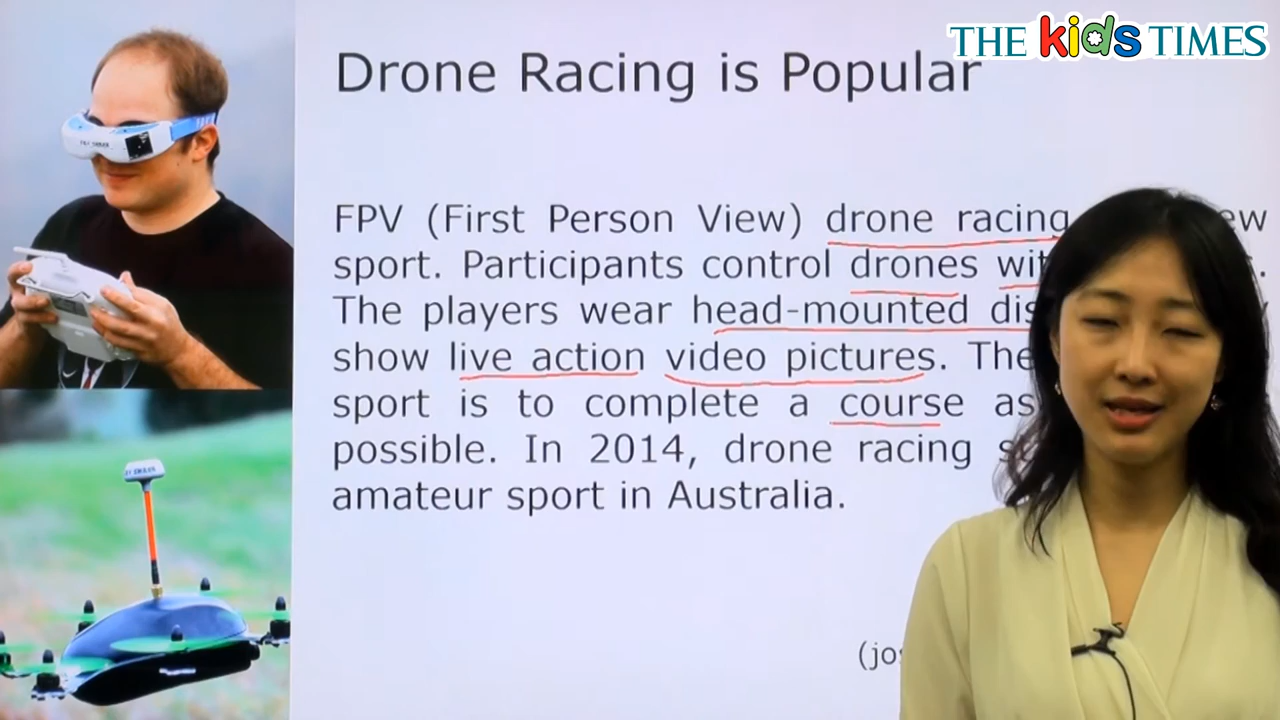 THE kids TIMES
Drone Racing is Popular
FPV (First Person View) drone racing
sport. Participants control drones
The players wear head-mounted
show live action video pictures.
sport is to complete a course as
possible. In 2014, drone racing
amateur sport in Australia.